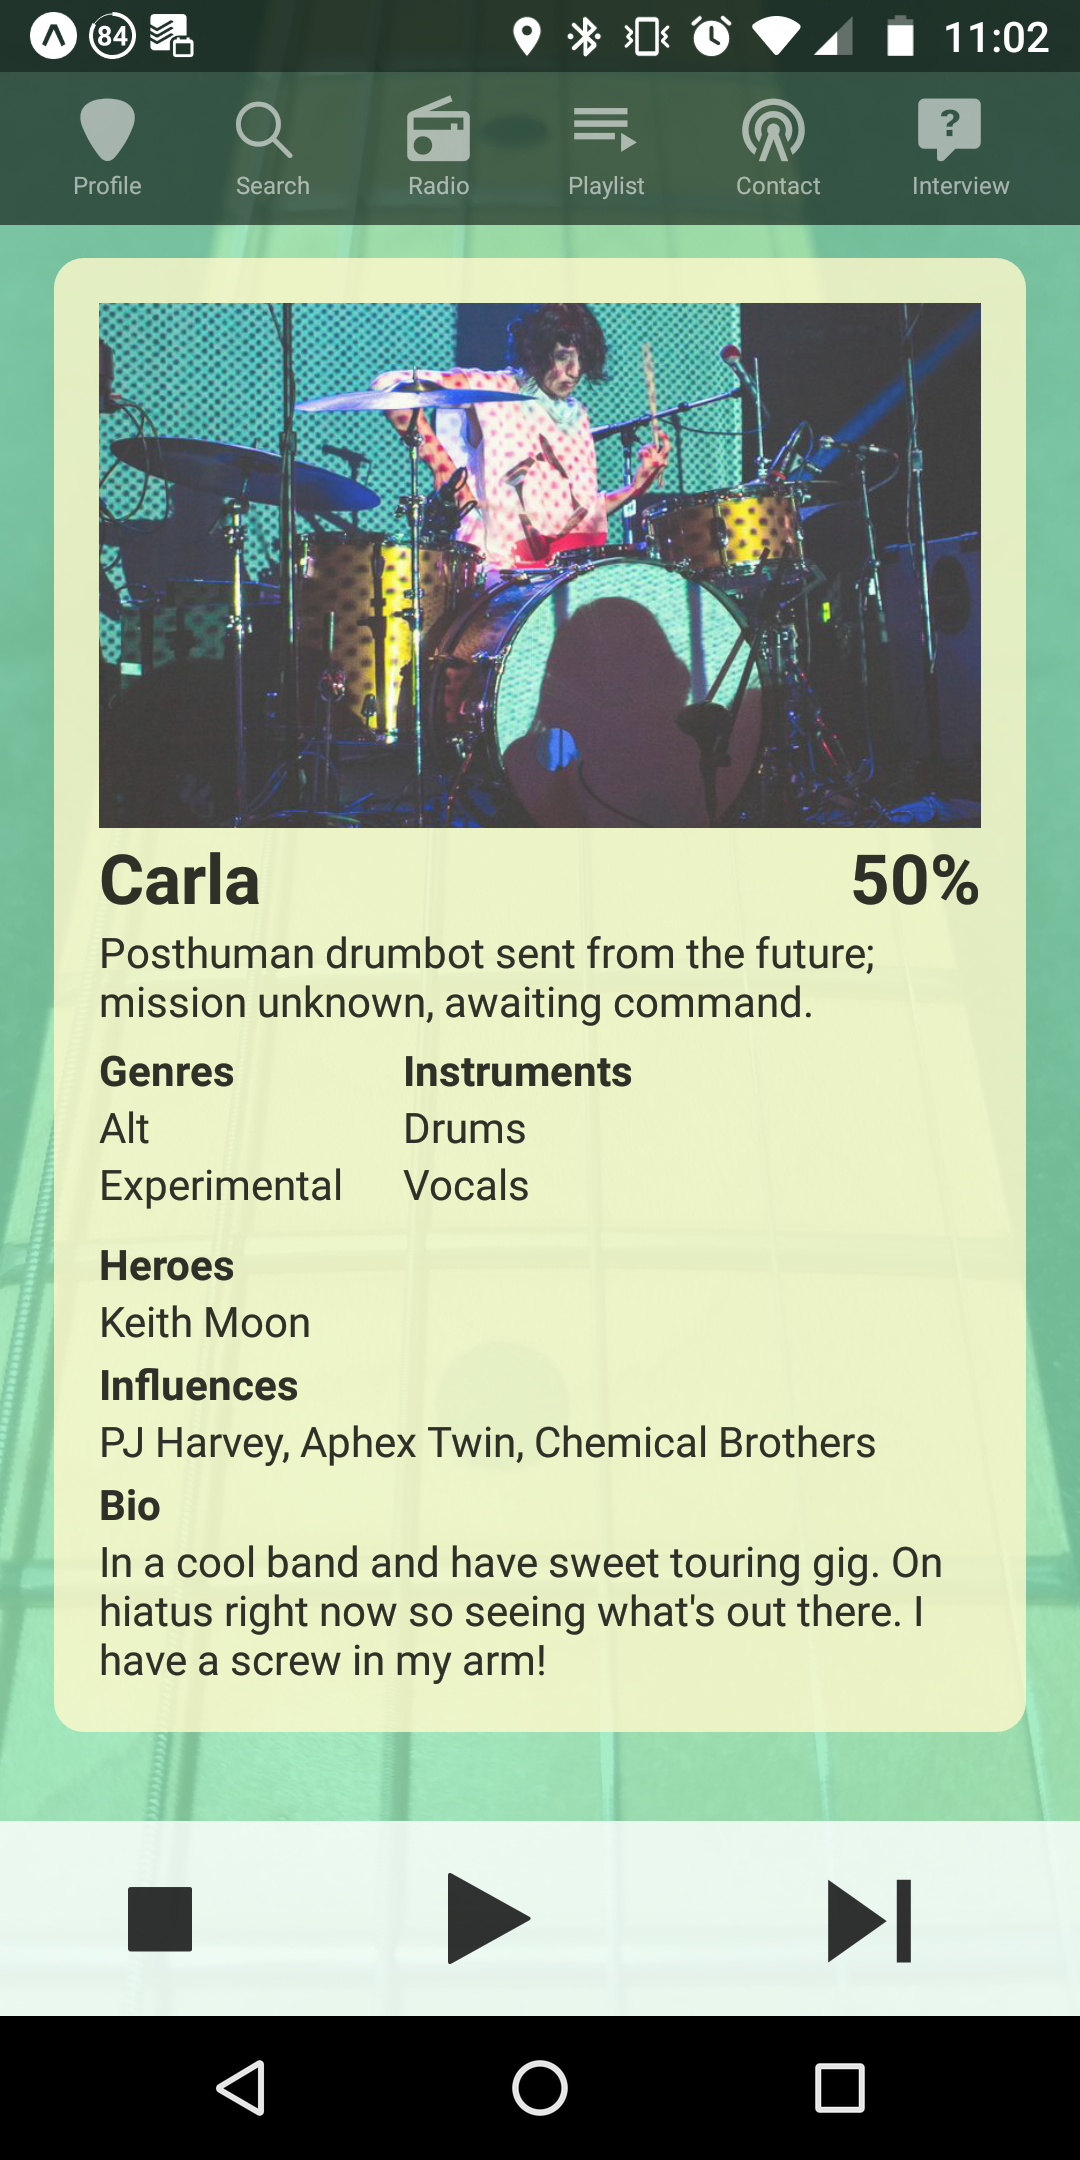 84
11:02
Profile
Search
Radio
Playlist
Contact
Interview
?
Carla
50%
Posthuman drumbot sent from the future;
mission unknown, awaiting command.
Genres
Instruments
Alt
Drums
Experimental
Vocals
Heroes
Keith Moon
Influences
PJ Harvey, Aphex Twin, Chemical Brothers
Bio
In a cool band and have sweet touring gig. On
hiatus right now so seeing what's out there. I
have a screw in my arm!